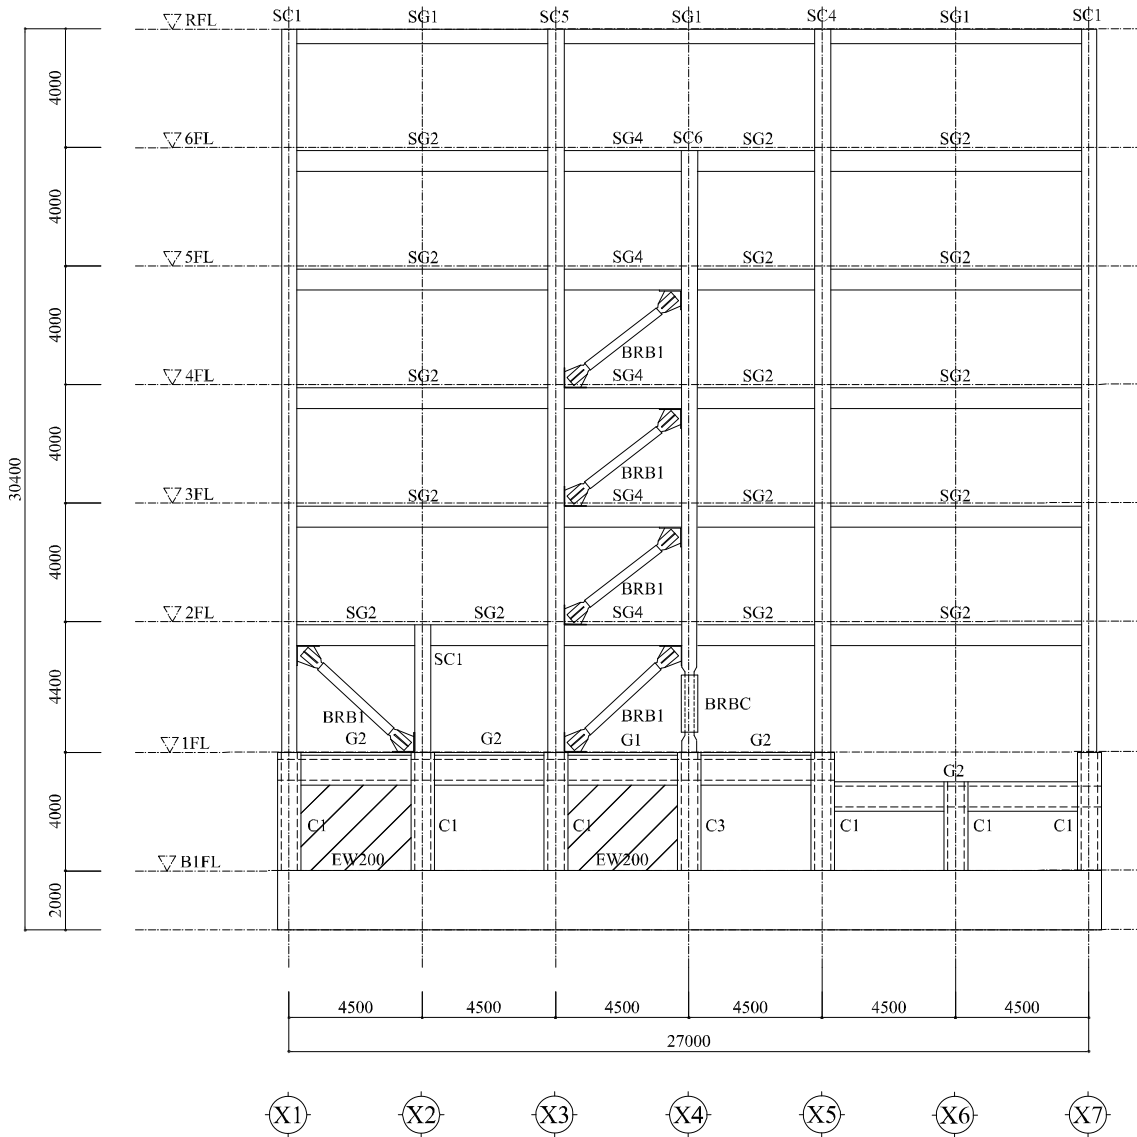 SC1 SG1 SC5 SG1 SC4 SG1 SC1
RFL
4000
6FL SG2 SG4 SC6 SG2 SG2
4000
5FL SG2 SG4 SG2 SG2
4000
BRB1
4FL SG2 SG4 SG2 SG2
4000
30400
BRB1
3FL SG2 SG4 SG2 SG2
4000
BRB1
2FL SG2 SG2 SG4 SG2 SG2
SC1
4400
BRBC
BRB1 BRB1
1FL G2 G2 G1 G2
G2
4000
C1 C1 C1 C3 C1 C1 C1
B1FL EW200 EW200
2000
4500 4500 4500 4500 4500 4500
27000
X1 X2 X3 X4 X5 X6 X7